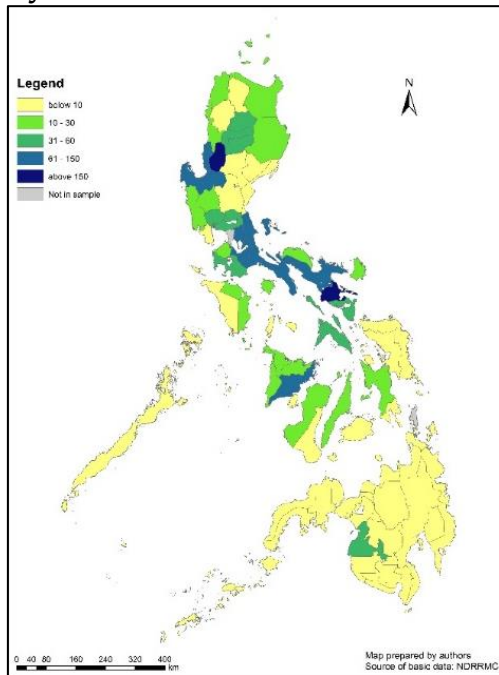 Legend
N
below 10
10 - 30
31 - 60
61 - 150
above 150
Not in sample
0 40 80 160 240 320 400
km
Map prepared by authors
Source of basic data: NDRRMC